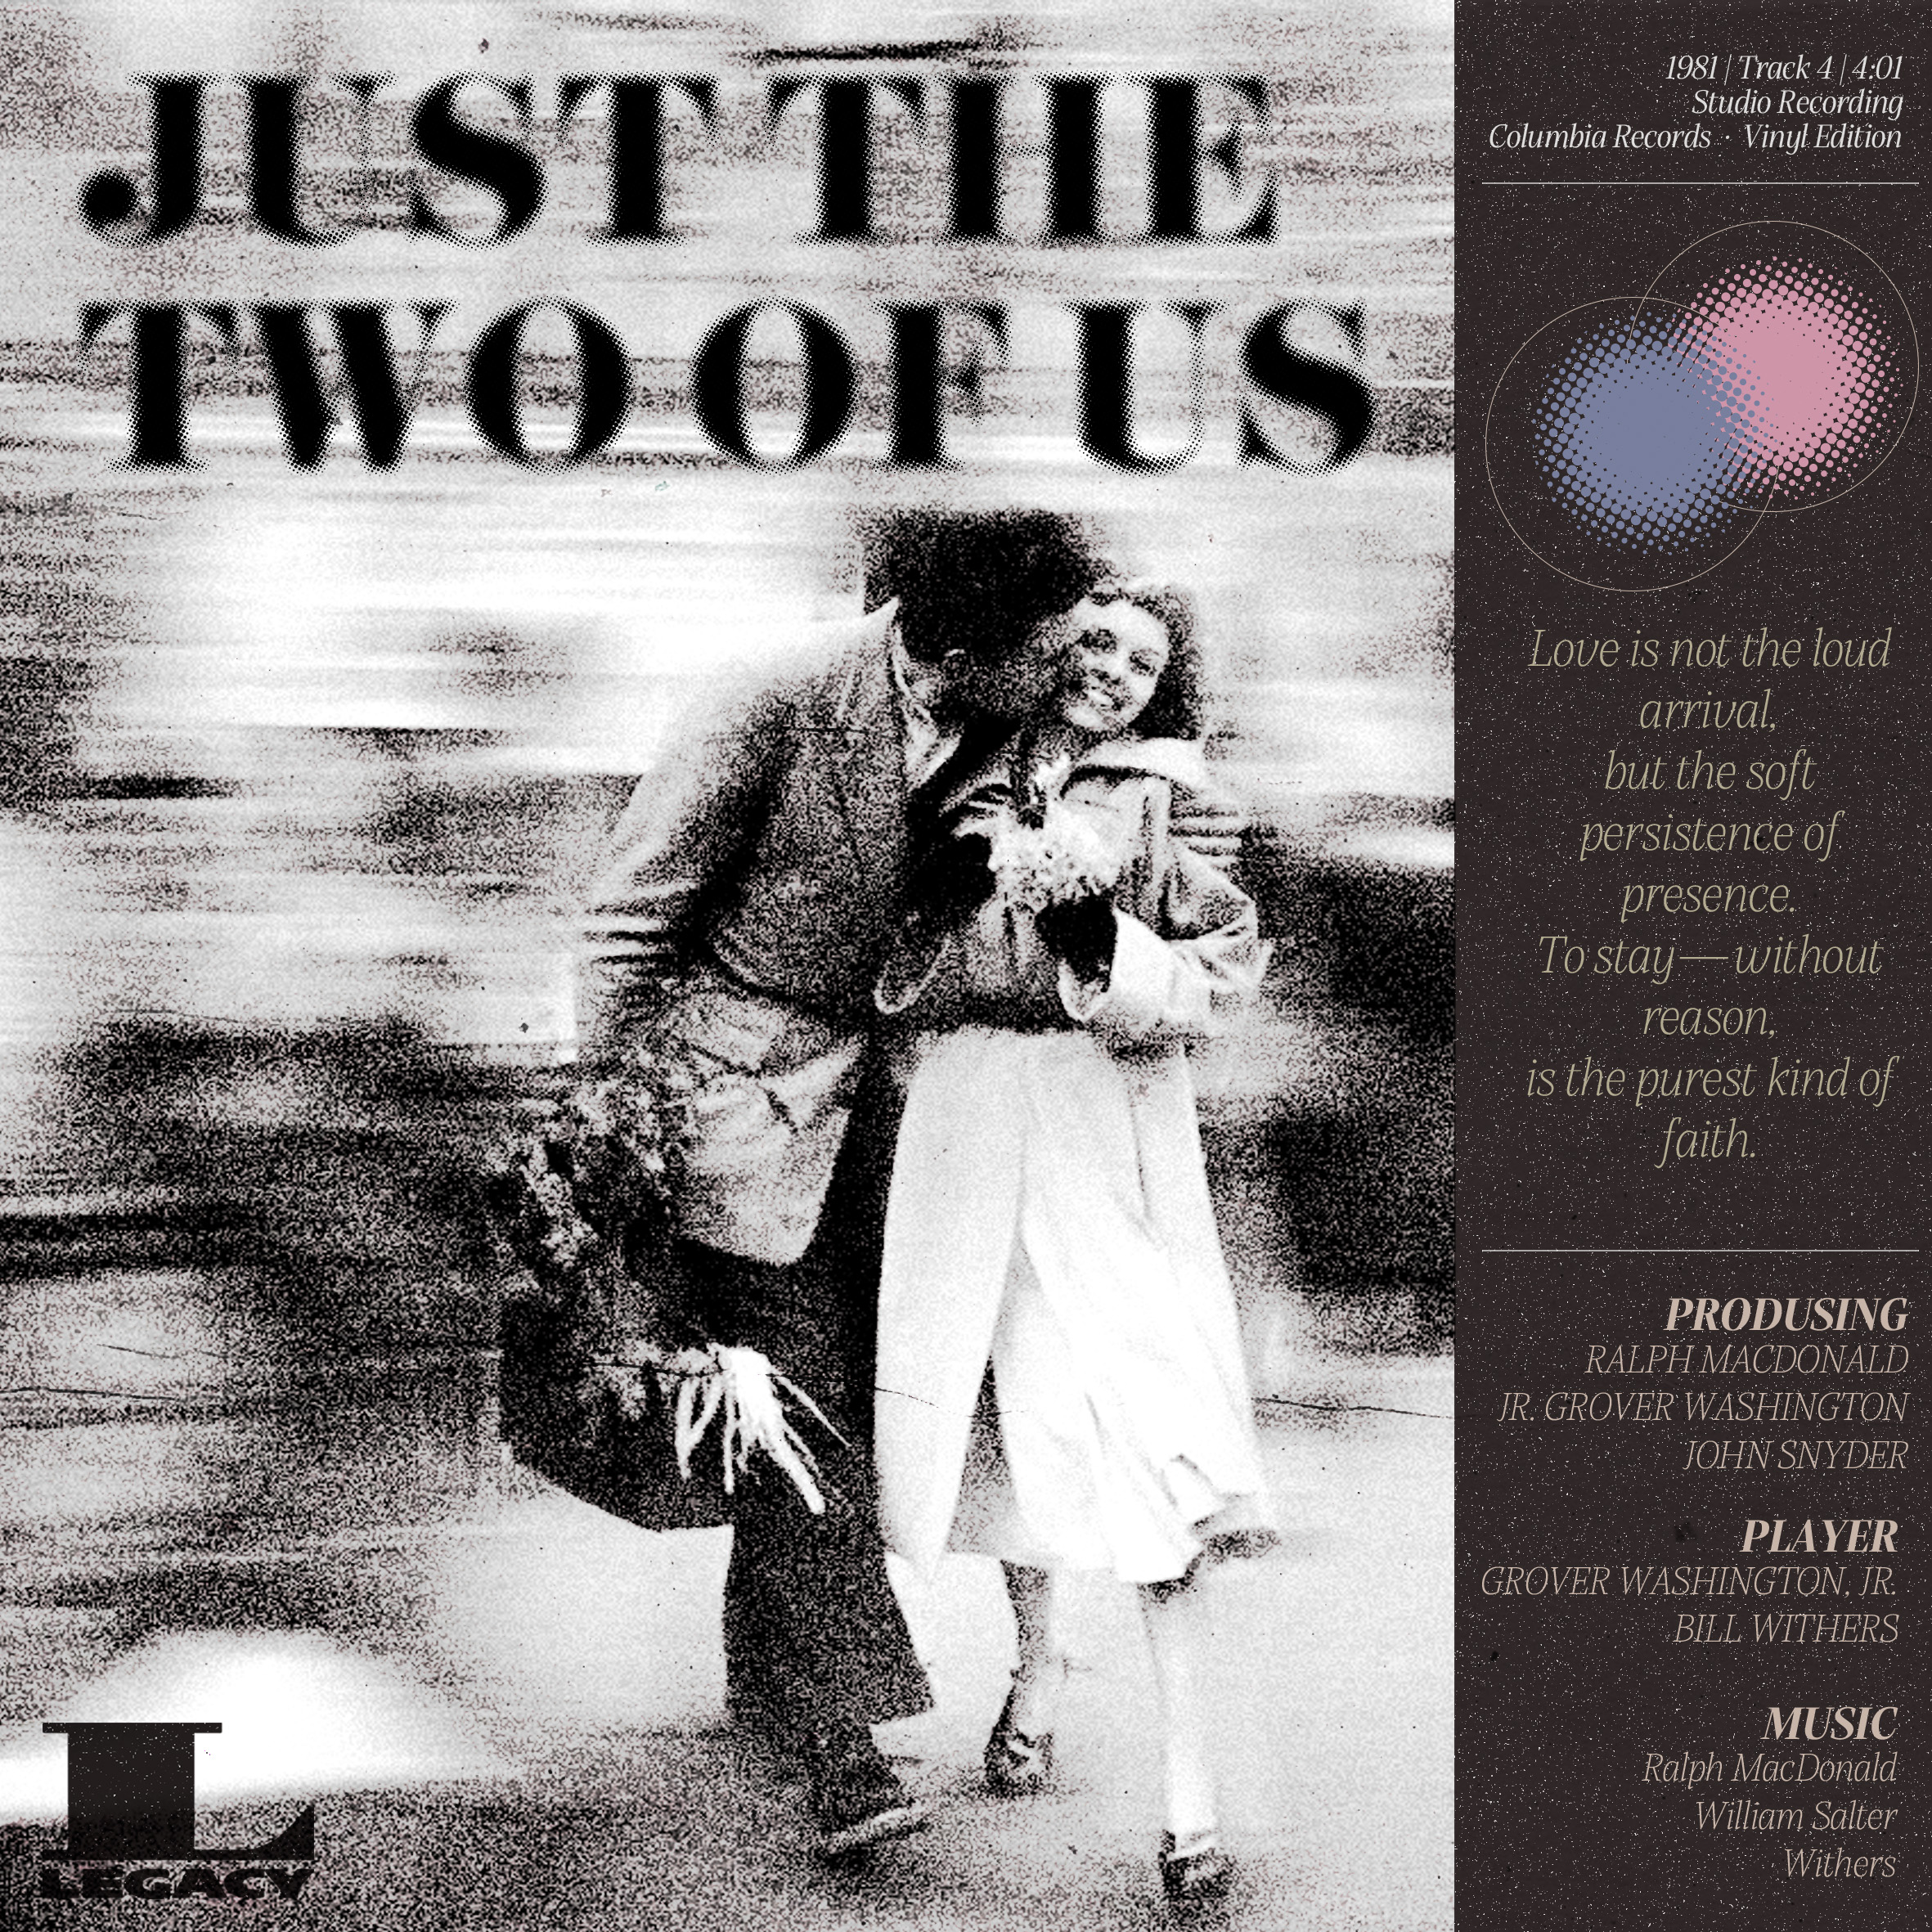 JUST THE
TWO OF US
1981 | Track 4 | 4:01
Studio Recording
Columbia Records · Vinyl Edition
Love is not the loud
arrival,
but the soft
persistence of
presence.
To stay — without
reason,
is the purest kind of
faith.
PRODUSING
RALPH MACDONALD
JR. GROVER WASHINGTON
JOHN SNYDER
PLAYER
GROVER WASHINGTON, JR.
BILL WITHERS
MUSIC
Ralph MacDonald
William Salter
Withers
L
LEGACY